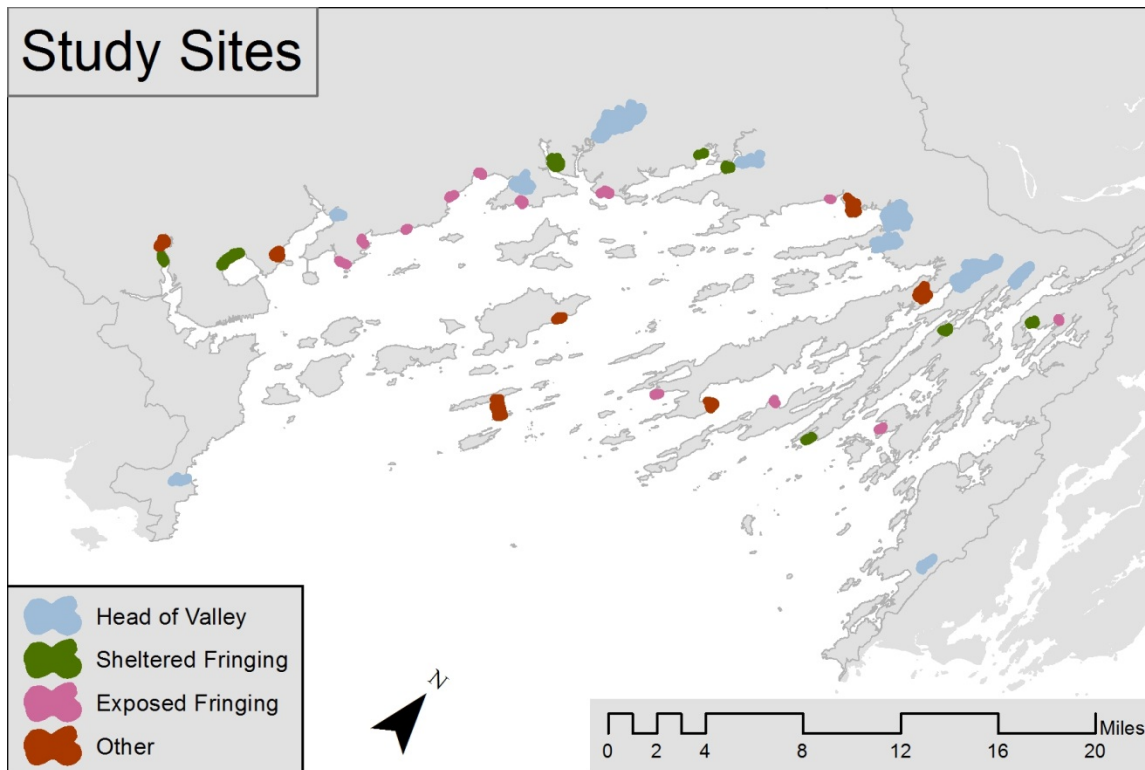 Study Sites
Head of Valley
Sheltered Fringing
Exposed Fringing
Other
N
Miles
0 2 4 8 12 16 20